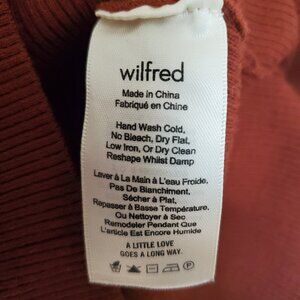 wilfred
Made in China
Fabriqué en Chine
Hand Wash Cold,
No Bleach, Dry Flat,
Low Iron, Or Dry Clean
Reshape Whilst Damp
Laver à La Main à L'eau Froide,
Pas De Blanchiment,
Sécher à Plat,
Repasser à Basse Température,
Ou Nettoyer à Sec
Remodeler Pendant Que
L'article Est Encore Humide
A LITTLE LOVE
GOES A LONG WAY.